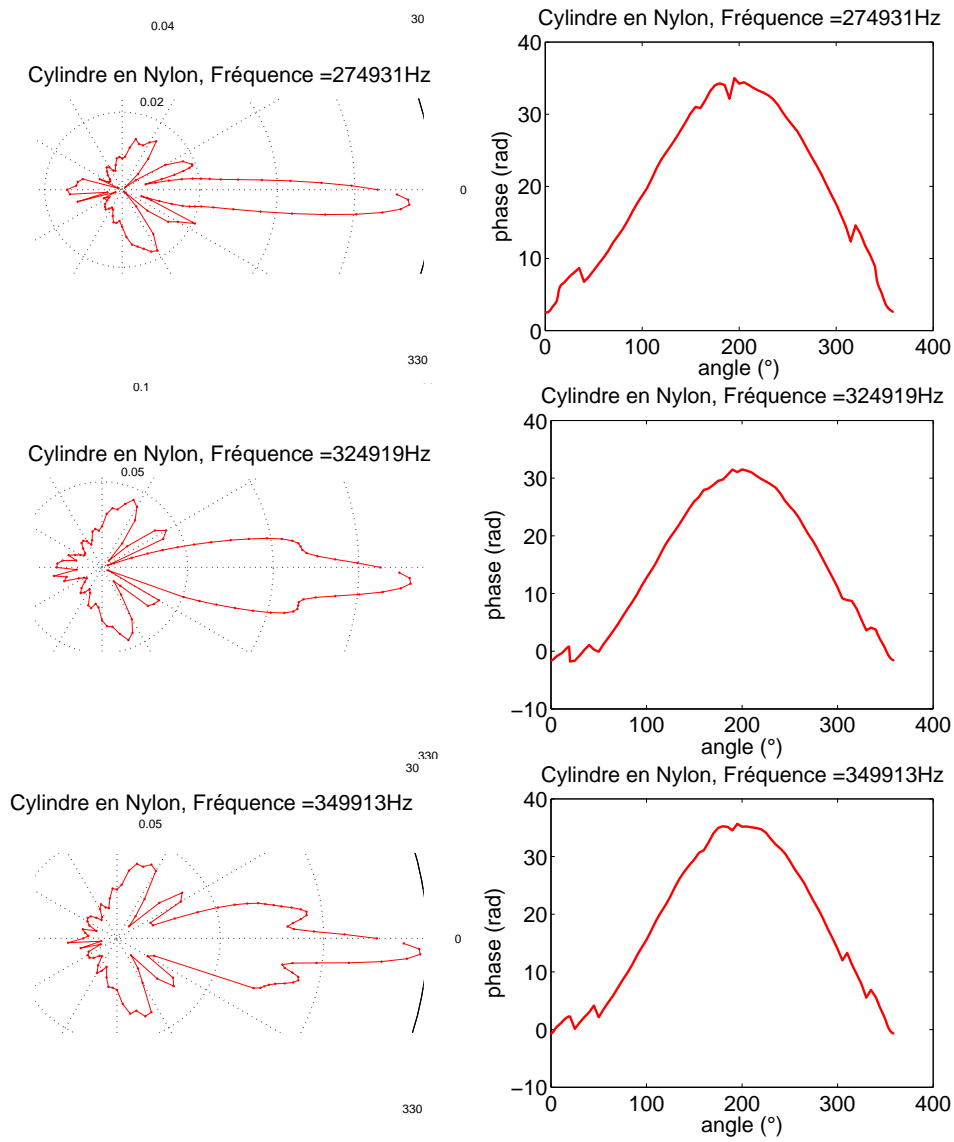 0.04
30
Cylindre en Nylon, Fréquence =274931Hz
0.02
0
330
Cylindre en Nylon, Fréquence =274931Hz
40
30
20
10
0
phase (rad)
0 100 200 300 400
angle (°)
0.1
Cylindre en Nylon, Fréquence =324919Hz
0.05
330
Cylindre en Nylon, Fréquence =324919Hz
40
30
20
10
0
−10
phase (rad)
0 100 200 300 400
angle (°)
30
Cylindre en Nylon, Fréquence =349913Hz
0.05
0
330
Cylindre en Nylon, Fréquence =349913Hz
40
30
20
10
0
−10
phase (rad)
0 100 200 300 400
angle (°)